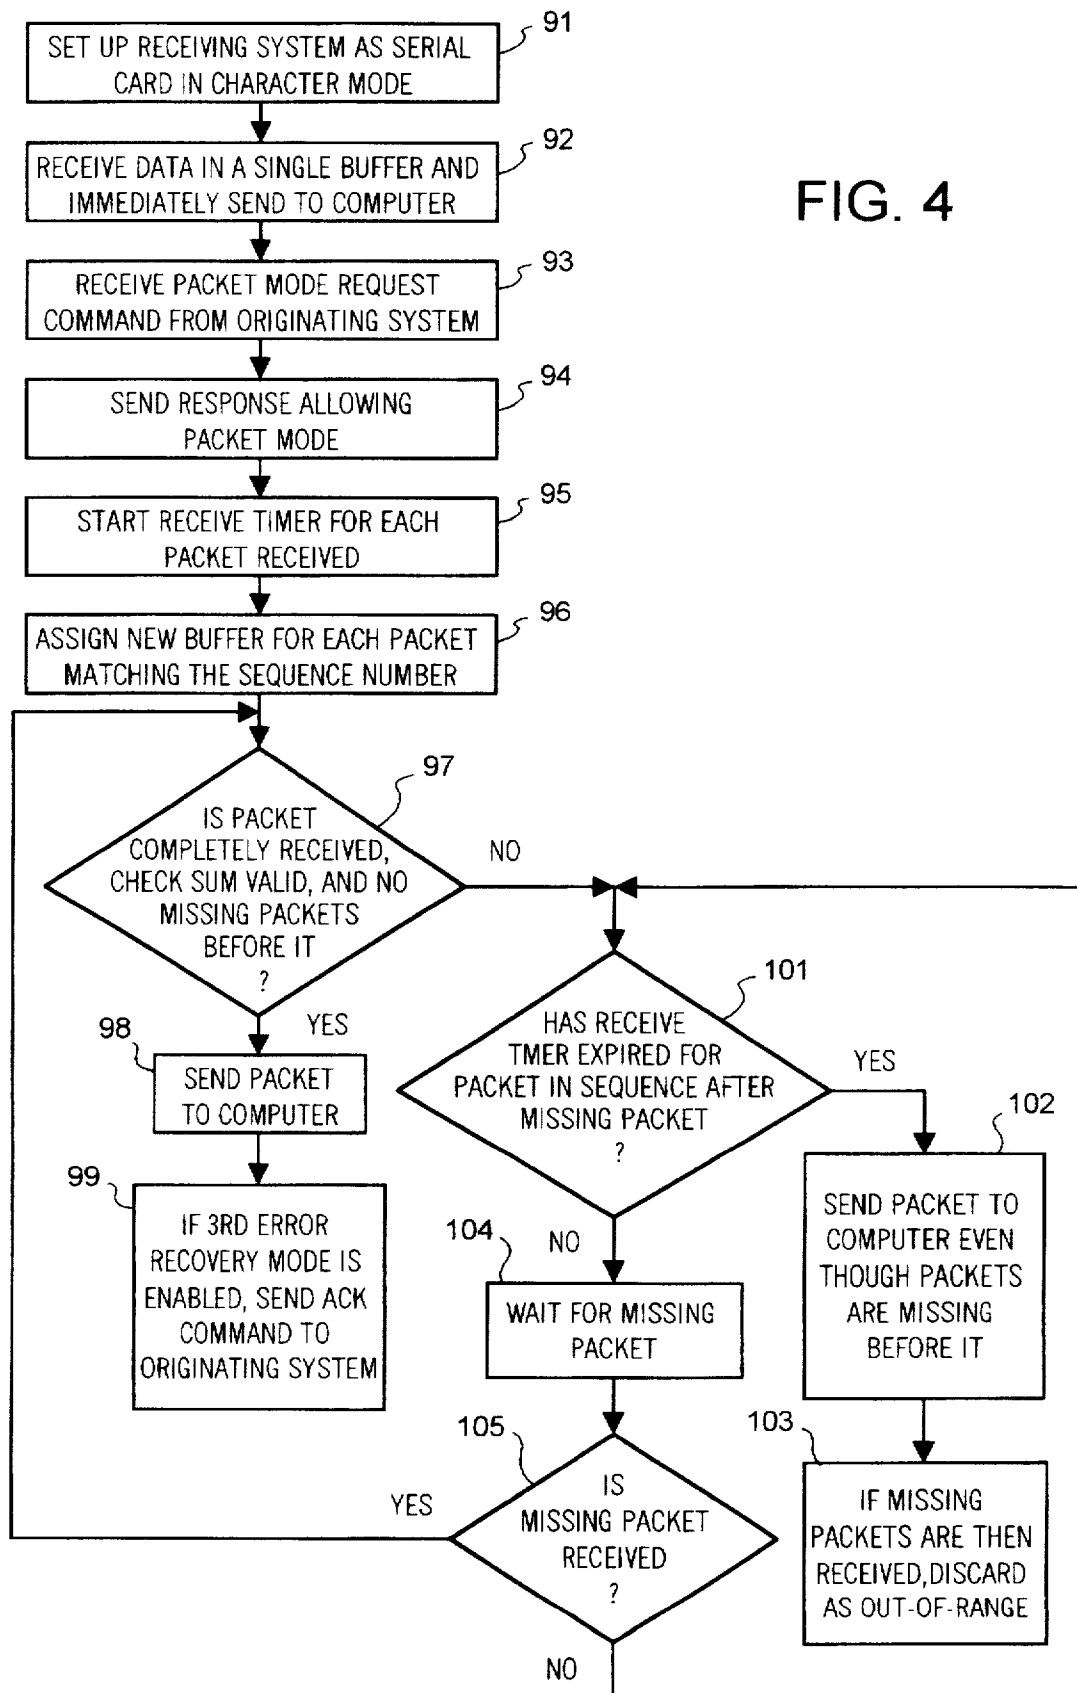 91
SET UP RECEIVING SYSTEM AS SERIAL
CARD IN CHARACTER MODE
92
RECEIVE DATA IN A SINGLE BUFFER AND
IMMEDIATELY SEND TO COMPUTER
FIG. 4
93
RECEIVE PACKET MODE REQUEST
COMMAND FROM ORIGINATING SYSTEM
94
SEND RESPONSE ALLOWING
PACKET MODE
95
START RECEIVE TIMER FOR EACH
PACKET RECEIVED
96
ASSIGN NEW BUFFER FOR EACH PACKET
MATCHING THE SEQUENCE NUMBER
97
IS PACKET
COMPLETELY RECEIVED,
CHECK SUM VALID, AND NO
MISSING PACKETS
BEFORE IT
?
NO
YES
98
SEND PACKET
TO COMPUTER
99
IF 3RD ERROR
RECOVERY MODE IS
ENABLED, SEND ACK
COMMAND TO
ORIGINATING SYSTEM
101
HAS RECEIVE
TMER EXPIRED FOR
PACKET IN SEQUENCE AFTER
MISSING PACKET
?
YES
NO
102
SEND PACKET TO
COMPUTER EVEN
THOUGH PACKETS
ARE MISSING
BEFORE IT
103
IF MISSING
PACKETS ARE THEN
RECEIVED,DISCARD
AS OUT-OF-RANGE
104
WAIT FOR MISSING
PACKET
105
IS
MISSING PACKET
RECEIVED
?
YES
NO